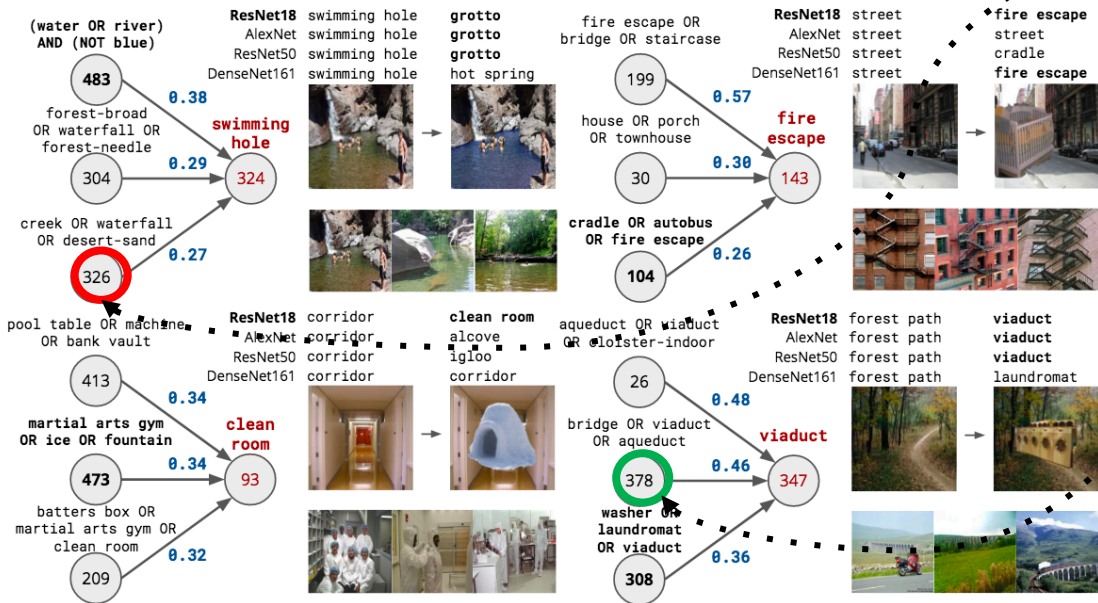 (water OR river)
AND (NOT blue)
483
0.38
forest-broad
OR waterfall OR
forest-needle
304
0.29
creek OR waterfall
OR desert-sand
326
0.27
swimming
hole
324
ResNet18 swimming hole grotto
AlexNet swimming hole grotto
ResNet50 swimming hole grotto
DenseNet161 swimming hole hot spring
fire escape OR
bridge OR staircase
199
0.57
house OR porch
OR townhouse
30
0.30
cradle OR autobus
OR fire escape
104
0.26
fire
escape
143
ResNet18 street fire escape
AlexNet street street
ResNet50 street cradle
DenseNet161 street fire escape
pool table OR machine
OR bank vault
413
0.34
martial arts gym
OR ice OR fountain
473
0.34
batters box OR
martial arts gym OR
clean room
209
0.32
clean
room
93
ResNet18 corridor clean room
AlexNet corridor alcove
ResNet50 corridor igloo
DenseNet161 corridor corridor
aqueduct OR viaduct
OR cloister-indoor
26
0.48
bridge OR viaduct
OR aqueduct
378
0.46
washer OR
laundromat
OR viaduct
308
0.36
viaduct
347
ResNet18 forest path viaduct
AlexNet forest path viaduct
ResNet50 forest path viaduct
DenseNet161 forest path laundromat